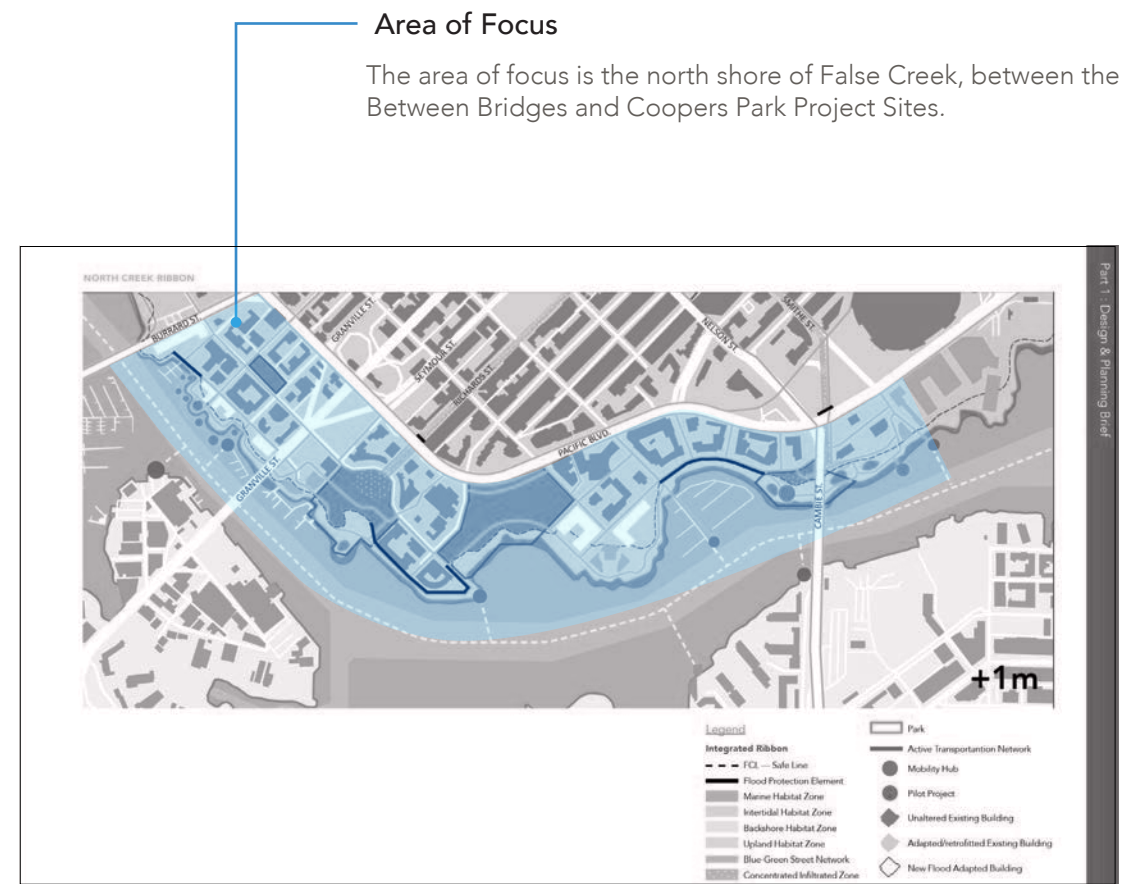 Area of Focus
The area of focus is the north shore of False Creek, between the
Between Bridges and Coopers Park Project Sites.
Part 1 : Design & Planning Brief
NORTH CREEK RIBBON
BURRARD ST.
GRANVILLE ST.
SEYMOUR ST.
RICHARDS ST.
NELSON ST.
SMITHE ST.
PACIFIC BLVD.
GRANVILLE ST.
CAMBIE ST.
+1m
Legend
Integrated Ribbon
FCL — Safe Line
Flood Protection Element
Marine Habitat Zone
Intertidal Habitat Zone
Backshore Habitat Zone
Upland Habitat Zone
Blue-Green Street Network
Concentrated Infiltrated Zone
Park
Active Transportantion Network
Mobility Hub
Pilot Project
Unaltered Existing Building
Adapted/retrofitted Existing Building
New Flood Adapted Building